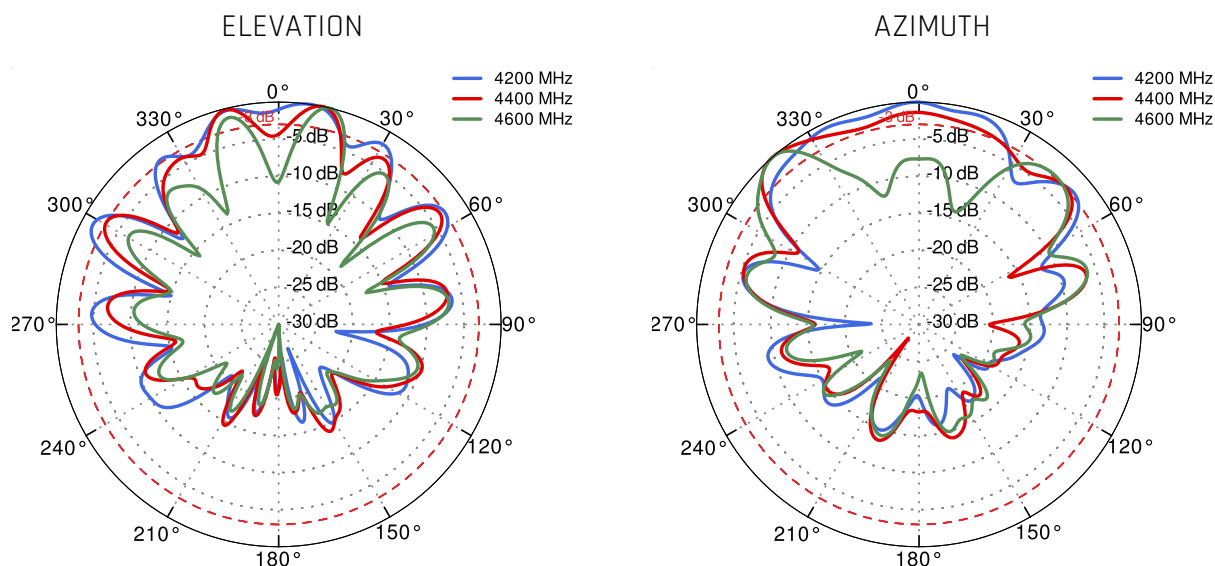 ELEVATION
4200 MHz
4400 MHz
4600 MHz
0°
330°
30°
-3 dB
-5 dB
-10 dB
300°
-15 dB
60°
-20 dB
-25 dB
270°
-30 dB
90°
240°
120°
210°
150°
180°
AZIMUTH
4200 MHz
4400 MHz
4600 MHz
0°
330°
30°
-3 dB
-5 dB
-10 dB
300°
-15 dB
60°
-20 dB
-25 dB
270°
-30 dB
90°
240°
120°
210°
150°
180°